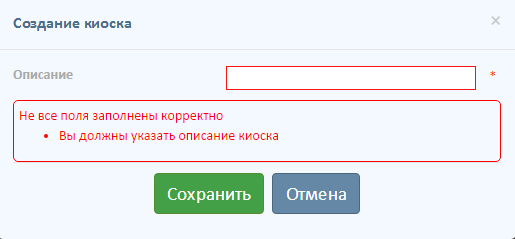 Создание киоска ×
Описание *
Не все поля заполнены корректно
• Вы должны указать описание киоска
Сохранить Отмена